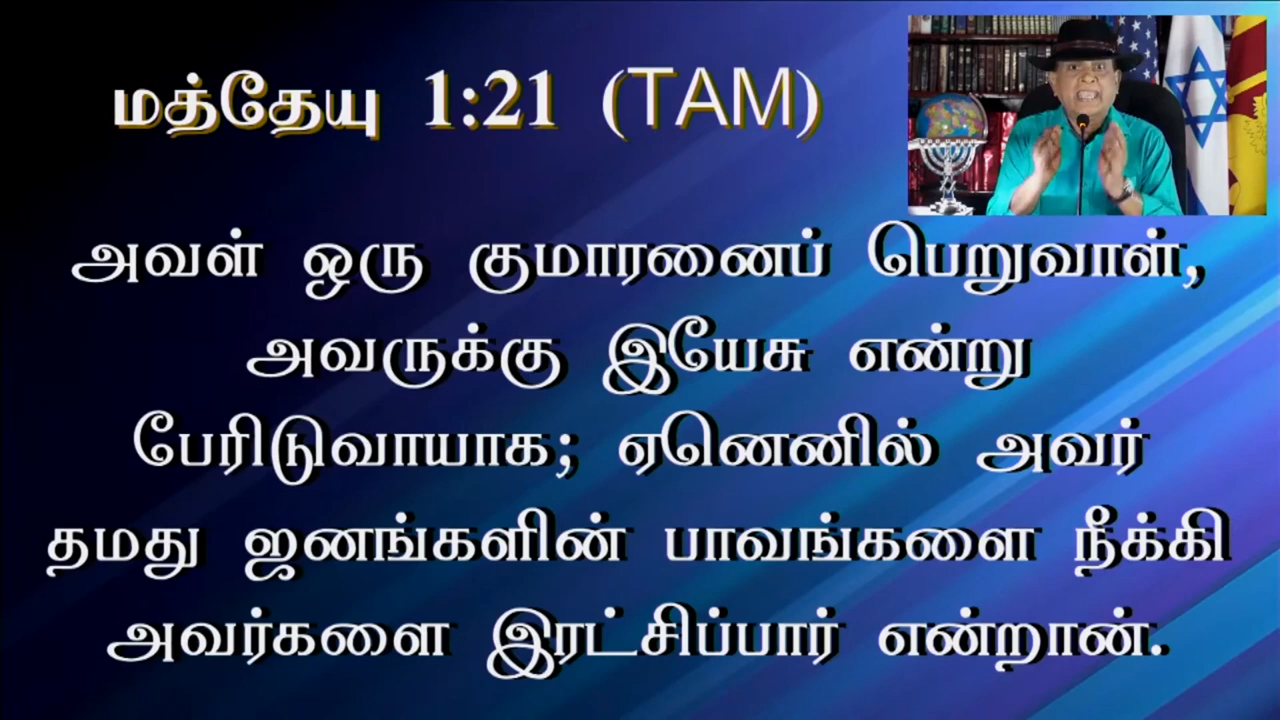 மத்தேயு 1:21 (TAM)
அவள் ஒரு குமாரனைப் பெறுவாள்,
அவருக்கு இயேசு என்று
பேரிடுவாயாக; ஏனெனில் அவர்
தமது ஜனங்களின் பாவங்களை நீக்கி
அவர்களை இரட்சிப்பார் என்றான்.